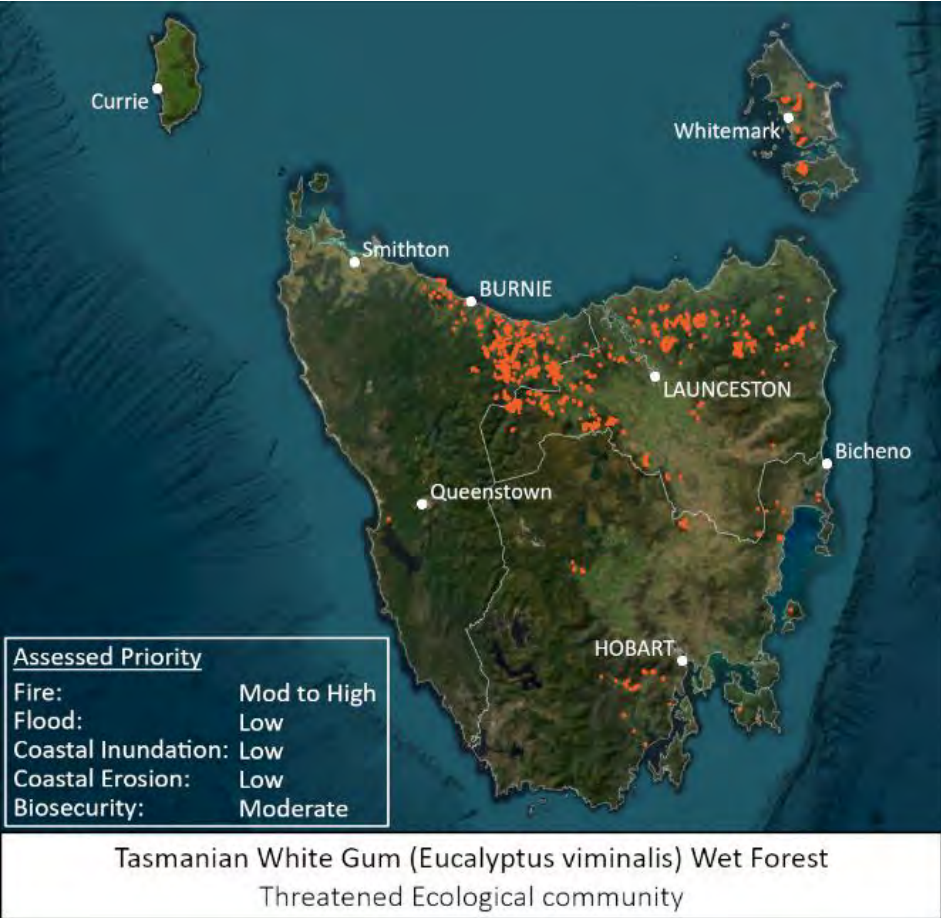 Currie
Whitemark
Smithton
BURNIE
LAUNCESTON
Bicheno
Queenstown
HOBART
Assessed Priority
Fire: Mod to High
Flood: Low
Coastal Inundation: Low
Coastal Erosion: Low
Biosecurity: Moderate
Tasmanian White Gum (Eucalyptus viminalis) Wet Forest
Threatened Ecological community